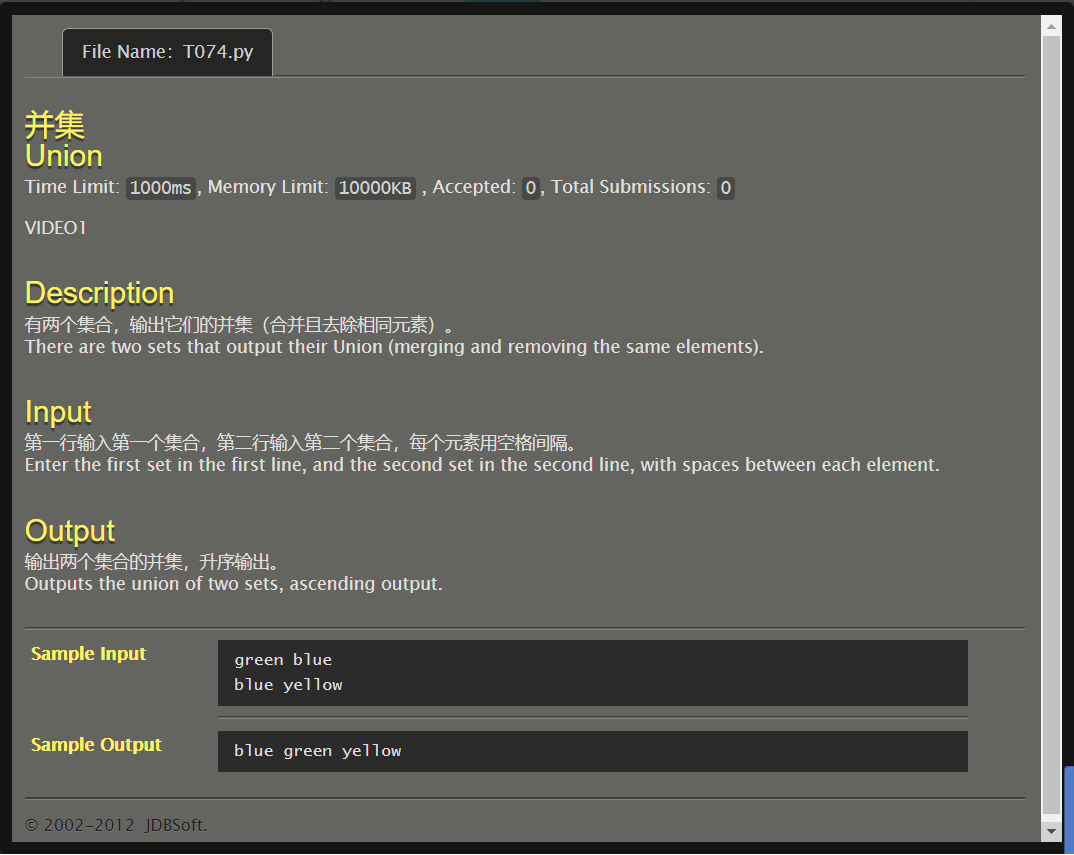 File Name: T074.py
并集
Union
Time Limit: 1000ms, Memory Limit: 10000KB , Accepted: 0, Total Submissions: 0
VIDEO1
Description
有两个集合，输出它们的并集（合并且去除相同元素）。
There are two sets that output their Union (merging and removing the same elements).
Input
第一行输入第一个集合，第二行输入第二个集合，每个元素用空格间隔。
Enter the first set in the first line, and the second set in the second line, with spaces between each element.
Output
输出两个集合的并集，升序输出。
Outputs the union of two sets, ascending output.
Sample Input
green blue
blue yellow
Sample Output
blue green yellow
© 2002-2012 JDBSoft.